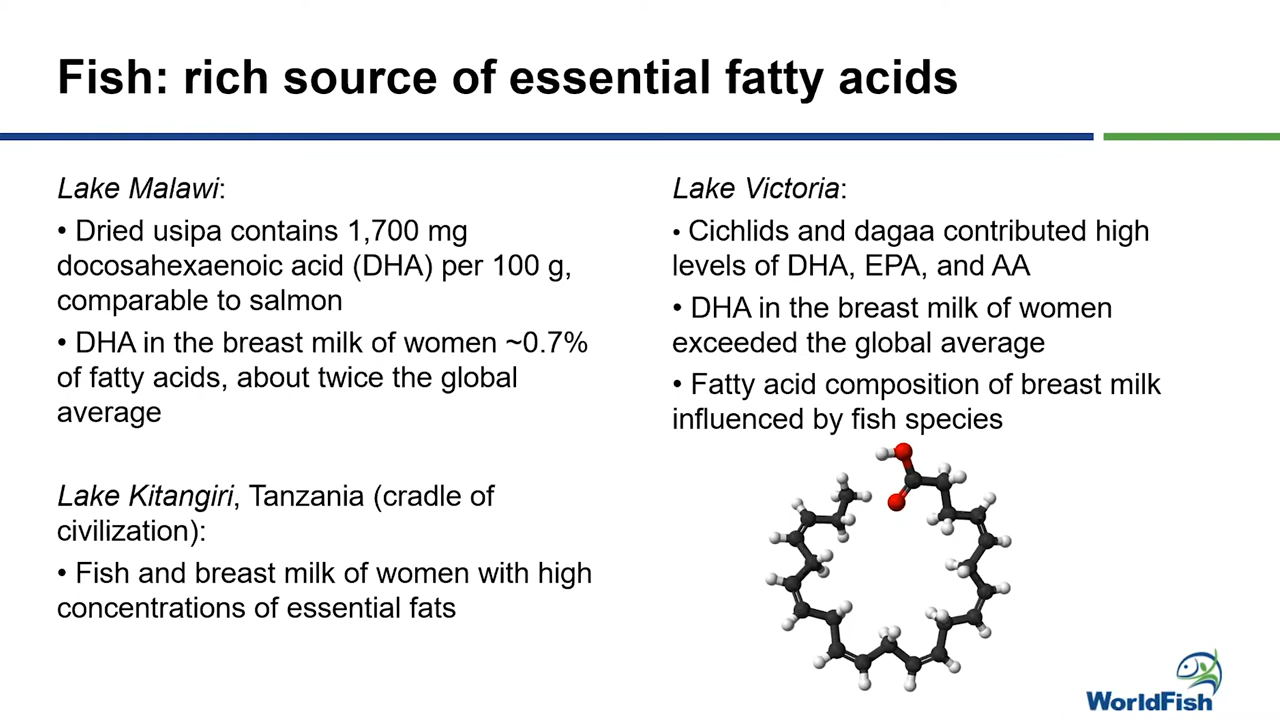 Fish: rich source of essential fatty acids
Lake Malawi:
• Dried usipa contains 1,700 mg
docosahexaenoic acid (DHA) per 100 g,
comparable to salmon
• DHA in the breast milk of women ~0.7%
of fatty acids, about twice the global
average
Lake Kitangiri, Tanzania (cradle of
civilization):
• Fish and breast milk of women with high
concentrations of essential fats
Lake Victoria:
• Cichlids and dagaa contributed high
levels of DHA, EPA, and AA
• DHA in the breast milk of women
exceeded the global average
• Fatty acid composition of breast milk
influenced by fish species
WorldFish